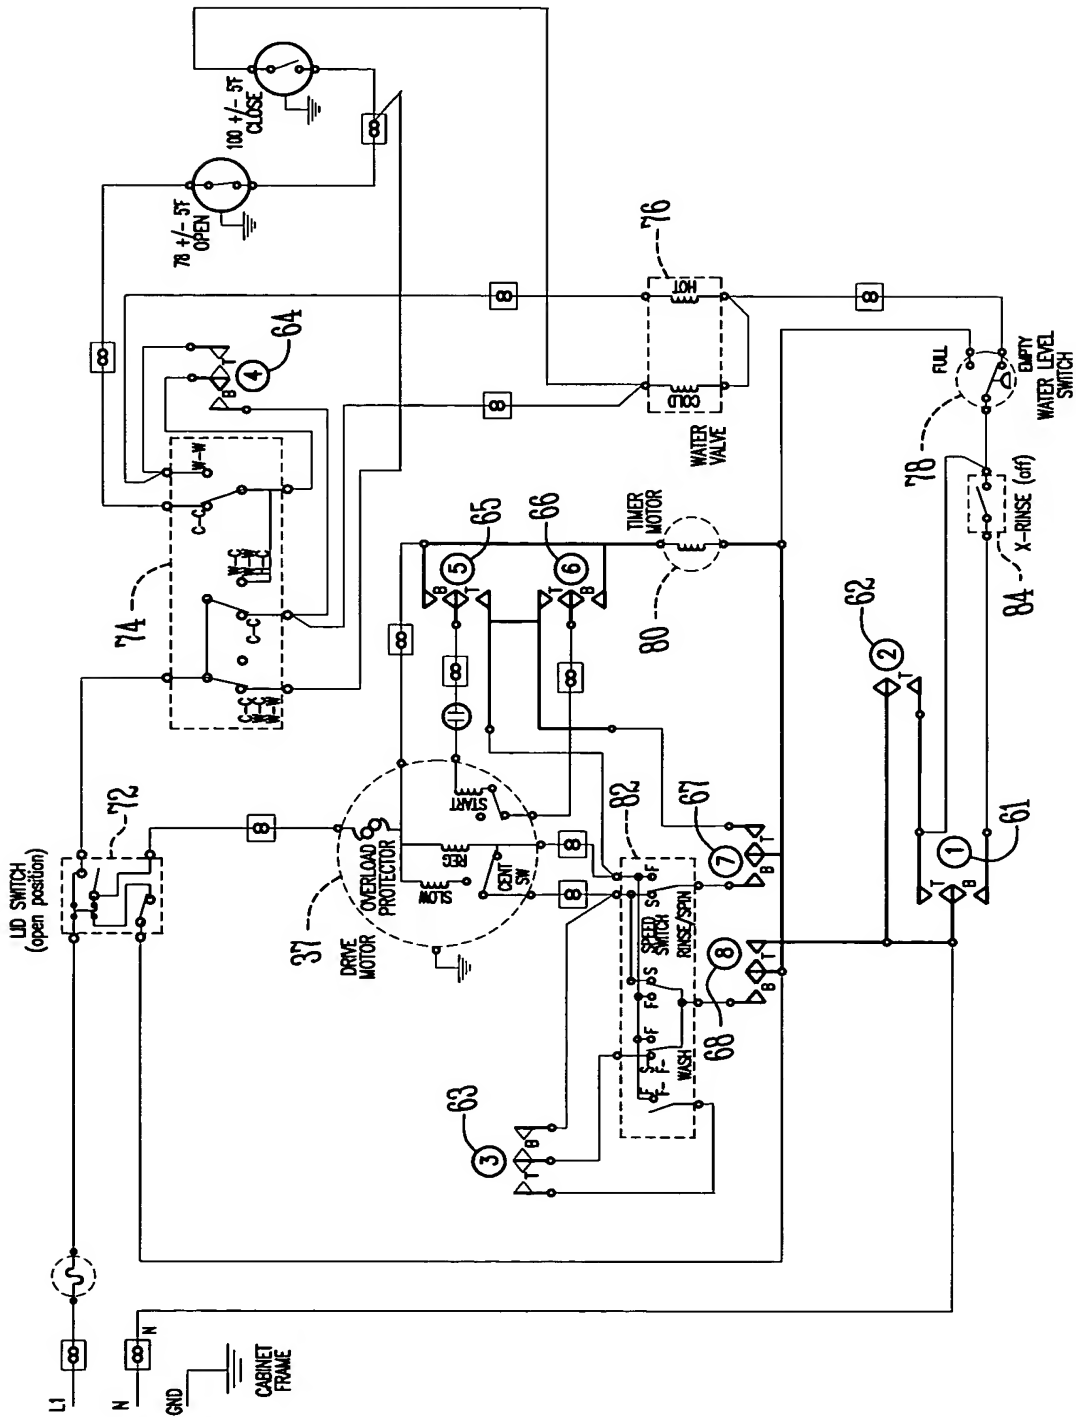 L1
N
N
GND
CABINET
FRAME
LID SWITCH
(open position)
72
74
C-C
W-W
W-C
W-W
H-C
C-C
C-C
W-C
W-W
78 +/- 5°F
OPEN
100 +/- 5°F
CLOSE
B
T
4
64
37
OVERLOAD
PROTECTOR
DRIVE
MOTOR
SLOW
REG
START
CENT
SW
5
65
B
T
6
66
T
B
63
3
T
B
82
F
S
F-
F-
F
F
S
S
F
WASH
SPEED
SWITCH
RINSE/SPIN
67
7
B
T
68
8
B
T
TIMER
MOTOR
80
76
HOT
COLD
WATER
VALVE
62
2
T
61
1
T
B
78
FULL
EMPTY
WATER LEVEL
SWITCH
84
X-RINSE (off)